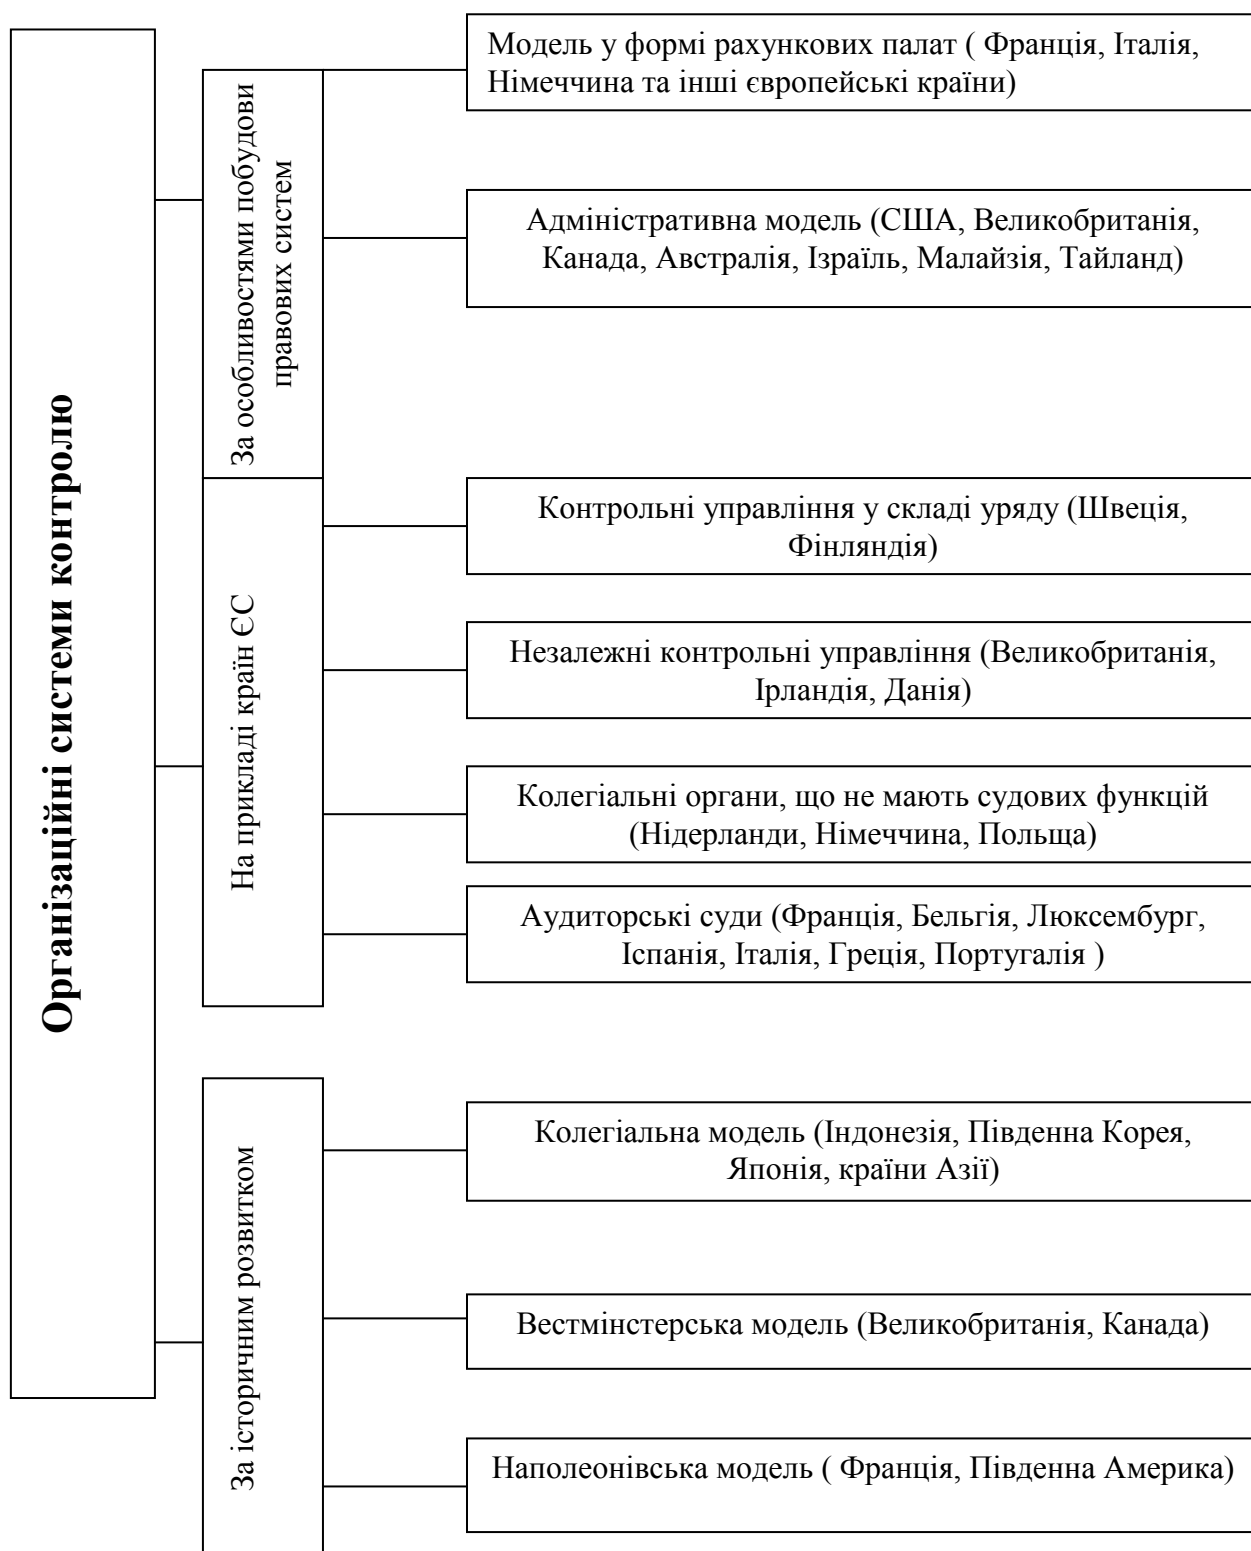 Організаційні системи контролю
За особливостями побудови
правових систем
Модель у формі рахункових палат ( Франція, Італія,
Німеччина та інші європейські країни)
Адміністративна модель (США, Великобританія,
Канада, Австралія, Ізраїль, Малайзія, Тайланд)
На прикладі країн ЄС
Контрольні управління у складі уряду (Швеція,
Фінляндія)
Незалежні контрольні управління (Великобританія,
Ірландія, Данія)
Колегіальні органи, що не мають судових функцій
(Нідерланди, Німеччина, Польща)
Аудиторські суди (Франція, Бельгія, Люксембург,
Іспанія, Італія, Греція, Португалія )
За історичним розвитком
Колегіальна модель (Індонезія, Південна Корея,
Японія, країни Азії)
Вестмінстерська модель (Великобританія, Канада)
Наполеонівська модель ( Франція, Південна Америка)